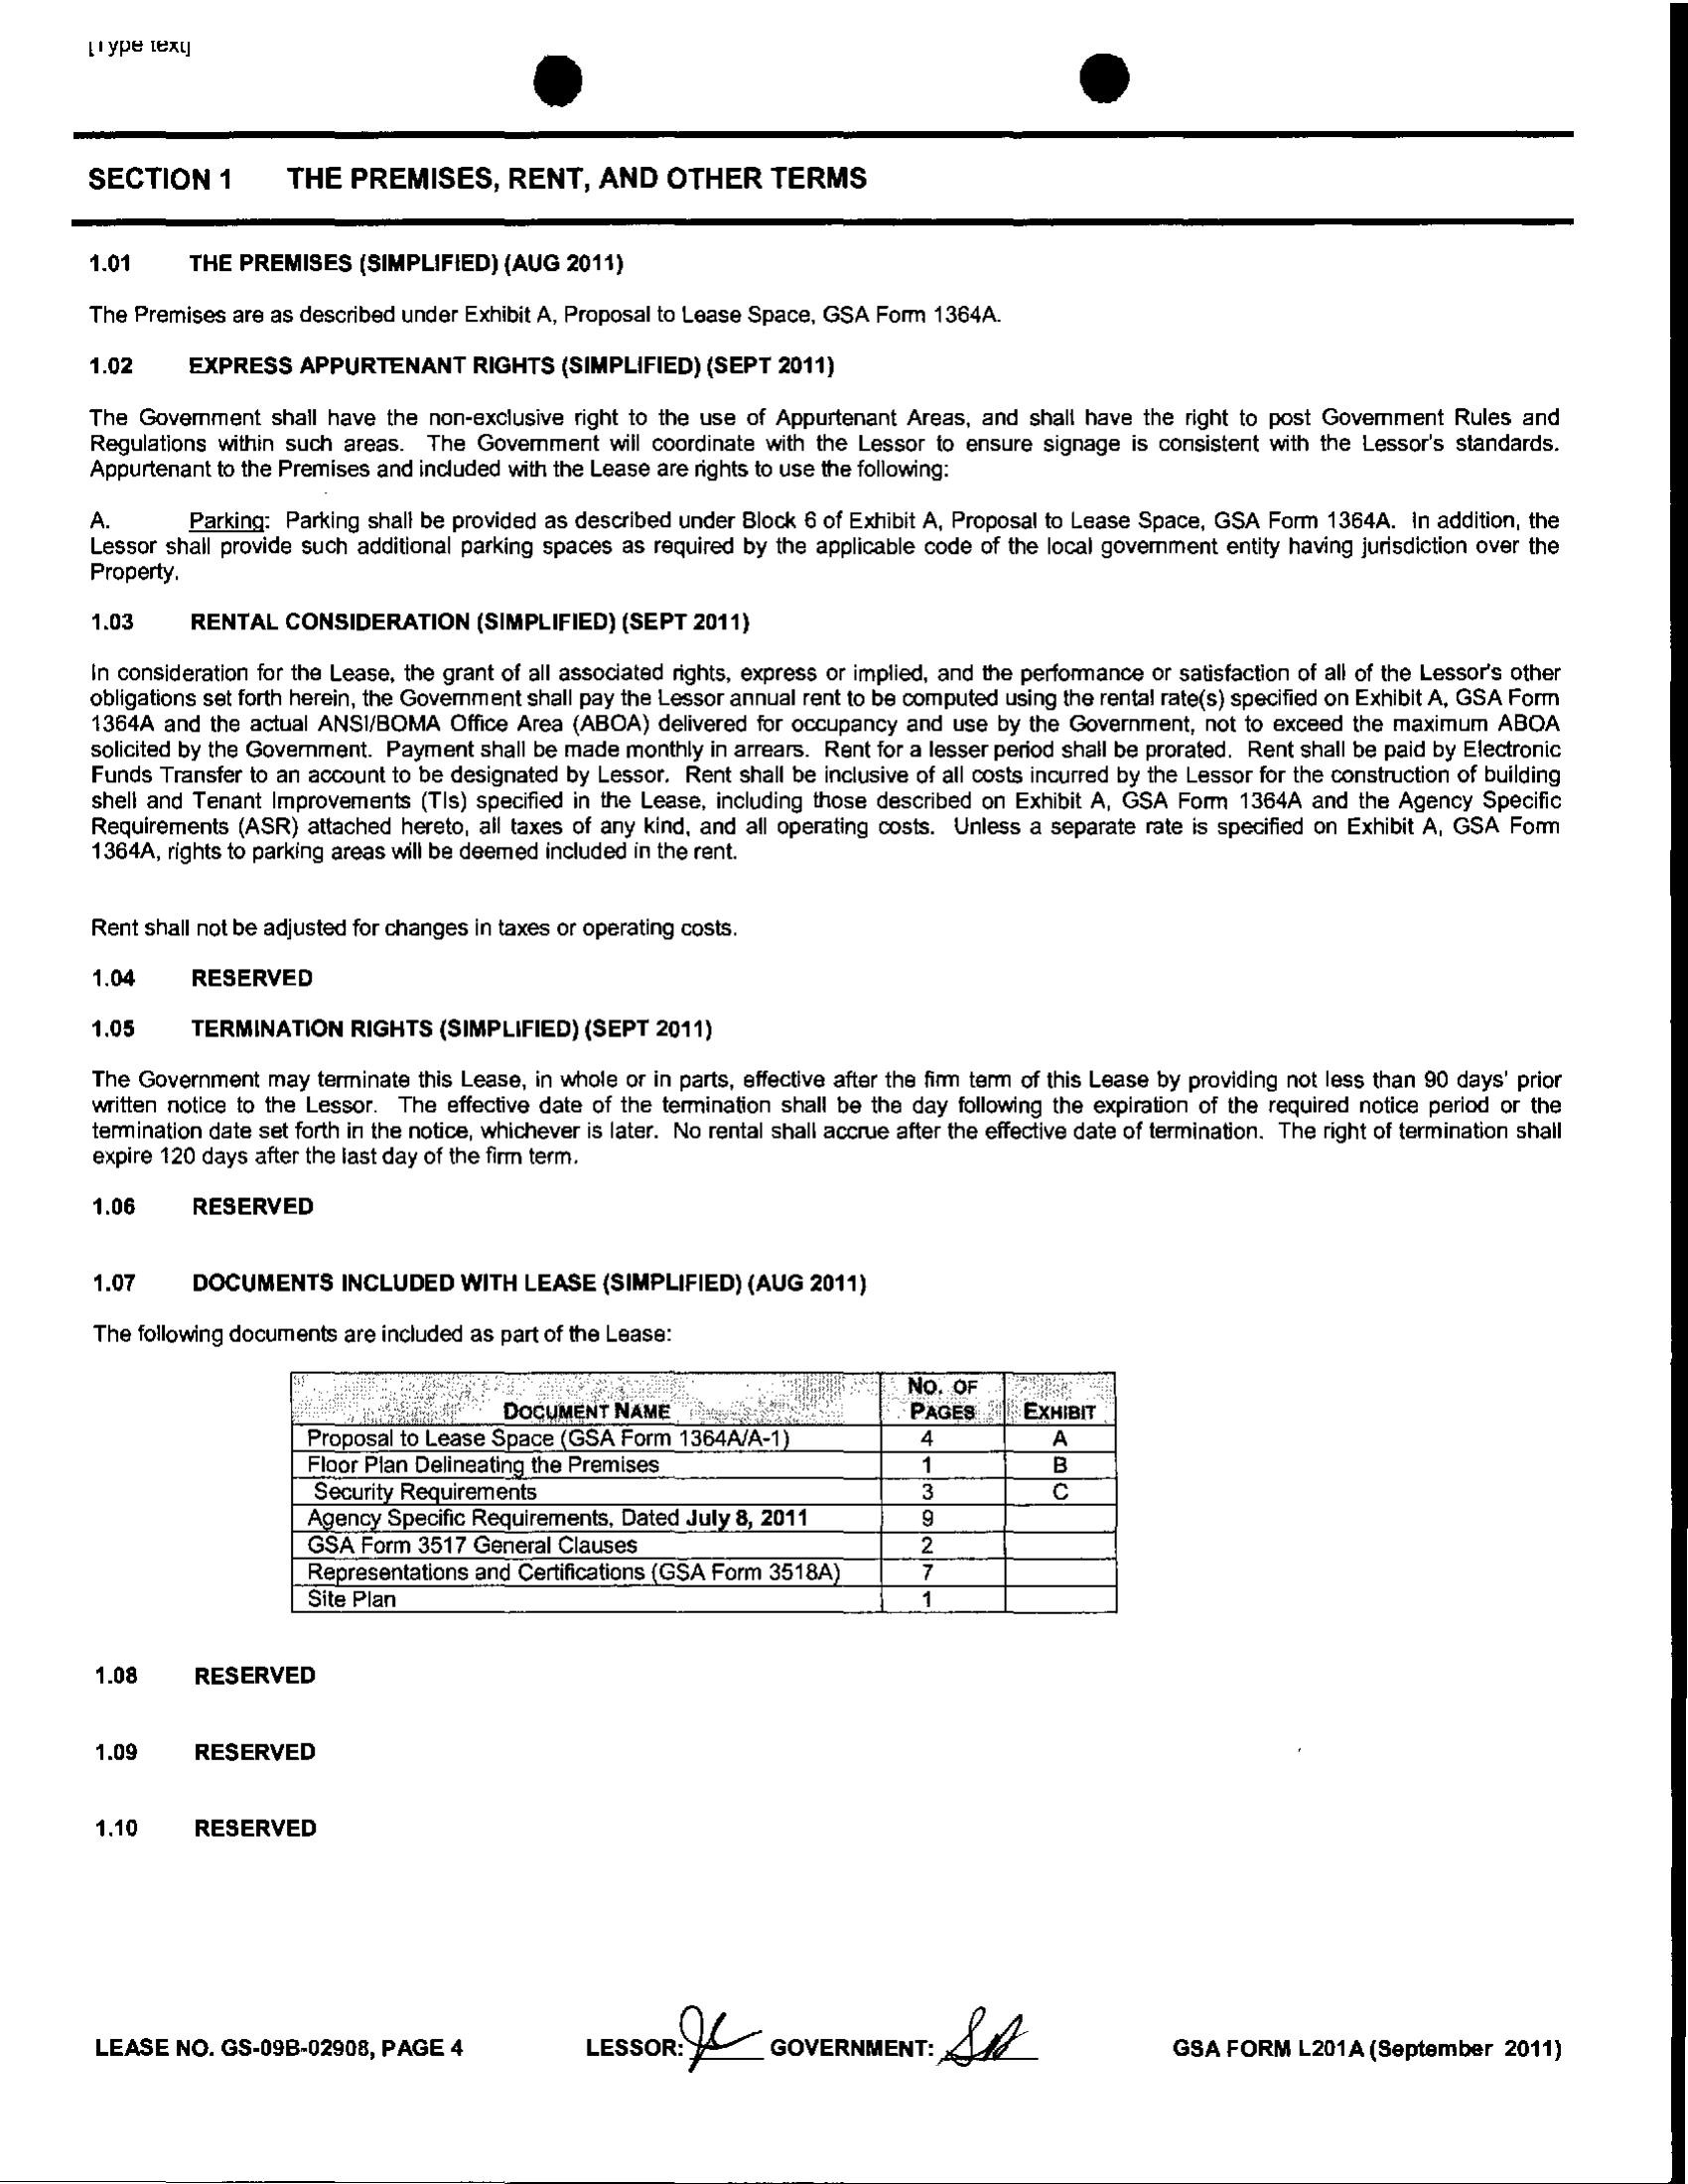 [Type text]
SECTION 1 THE PREMISES, RENT, AND OTHER TERMS
1.01 THE PREMISES (SIMPLIFIED) (AUG 2011)
The Premises are as described under Exhibit A, Proposal to Lease Space, GSA Form 1364A.
1.02 EXPRESS APPURTENANT RIGHTS (SIMPLIFIED) (SEPT 2011)
The Government shall have the non-exclusive right to the use of Appurtenant Areas, and shall have the right to post Government Rules and
Regulations within such areas. The Government will coordinate with the Lessor to ensure signage is consistent with the Lessor's standards.
Appurtenant to the Premises and included with the Lease are rights to use the following:
A. Parking: Parking shall be provided as described under Block 6 of Exhibit A, Proposal to Lease Space, GSA Form 1364A. In addition, the
Lessor shall provide such additional parking spaces as required by the applicable code of the local government entity having jurisdiction over the
Property.
1.03 RENTAL CONSIDERATION (SIMPLIFIED) (SEPT 2011)
In consideration for the Lease, the grant of all associated rights, express or implied, and the performance or satisfaction of all of the Lessor's other
obligations set forth herein, the Government shall pay the Lessor annual rent to be computed using the rental rate(s) specified on Exhibit A, GSA Form
1364A and the actual ANSI/BOMA Office Area (ABOA) delivered for occupancy and use by the Government, not to exceed the maximum ABOA
solicited by the Government. Payment shall be made monthly in arrears. Rent for a lesser period shall be prorated. Rent shall be paid by Electronic
Funds Transfer to an account to be designated by Lessor. Rent shall be inclusive of all costs incurred by the Lessor for the construction of building
shell and Tenant Improvements (TIs) specified in the Lease, including those described on Exhibit A, GSA Form 1364A and the Agency Specific
Requirements (ASR) attached hereto, all taxes of any kind, and all operating costs. Unless a separate rate is specified on Exhibit A, GSA Form
1364A, rights to parking areas will be deemed included in the rent.
Rent shall not be adjusted for changes in taxes or operating costs.
1.04 RESERVED
1.05 TERMINATION RIGHTS (SIMPLIFIED) (SEPT 2011)
The Government may terminate this Lease, in whole or in parts, effective after the firm term of this Lease by providing not less than 90 days' prior
written notice to the Lessor. The effective date of the termination shall be the day following the expiration of the required notice period or the
termination date set forth in the notice, whichever is later. No rental shall accrue after the effective date of termination. The right of termination shall
expire 120 days after the last day of the firm term.
1.06 RESERVED
1.07 DOCUMENTS INCLUDED WITH LEASE (SIMPLIFIED) (AUG 2011)
The following documents are included as part of the Lease:
DOCUMENT NAME NO. OF PAGES EXHIBIT
Proposal to Lease Space (GSA Form 1364A/A-1) 4 A
Floor Plan Delineating the Premises 1 B
Security Requirements 3 C
Agency Specific Requirements, Dated July 8, 2011 9
GSA Form 3517 General Clauses 2
Representations and Certifications (GSA Form 3518A) 7
Site Plan 1
1.08 RESERVED
1.09 RESERVED
1.10 RESERVED
LEASE NO. GS-09B-02908, PAGE 4 LESSOR: GOVERNMENT: GSA FORM L201A (September 2011)